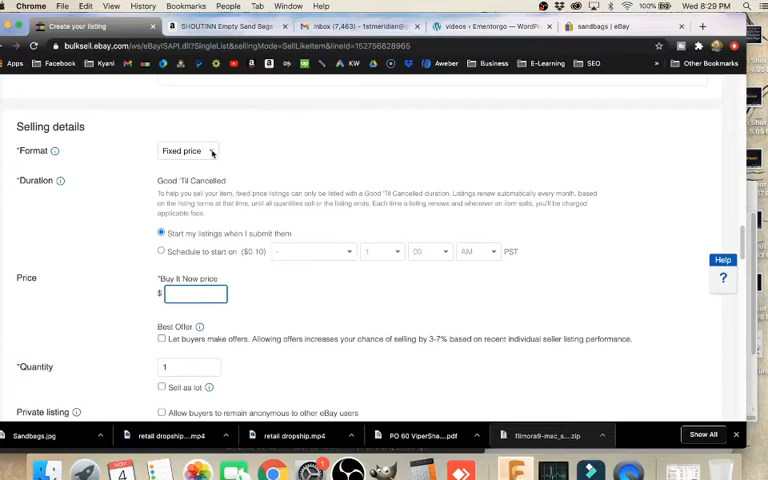 Chrome File Edit View History Bookmarks People Tab Window Help 100% Wed 8:29 PM
Create your listing × SHOUTINN Empty Sand Bags × Inbox (7,463) - 1stmeridian@g × videos ‹ Ementorgo — WordPr × sandbags | eBay × +
bulksell.ebay.com/ws/eBayISAPI.dll?SingleList&sellingMode=SellLikeItem&lineId=152756828965
Apps Facebook Kyani KW Business Aweber E-Learning SEO » Other Bookmarks
Selling details
*Format Fixed price
*Duration Good 'Til Cancelled
To help you sell your item, fixed price listings can only be listed with a Good 'Til Cancelled duration. Listings renew automatically every month, based
on the listing terms at that time, until all quantities sell or the listing ends. Each time a listing renews and whenever an item sells, you'll be charged
applicable fees.
Start my listings when I submit them
Schedule to start on ($0.10) - 1 00 AM PST
Help
?
Price *Buy It Now price
$
Best Offer
Let buyers make offers. Allowing offers increases your chance of selling by 3-7% based on recent individual seller listing performance.
*Quantity 1
Sell as lot
Private listing Allow buyers to remain anonymous to other eBay users
Sandbags.jpg retail dropship....mp4 retail dropship....mp4 PO 60 ViperSha....pdf filmora9-mac_s....zip Show All ×
NOV
4